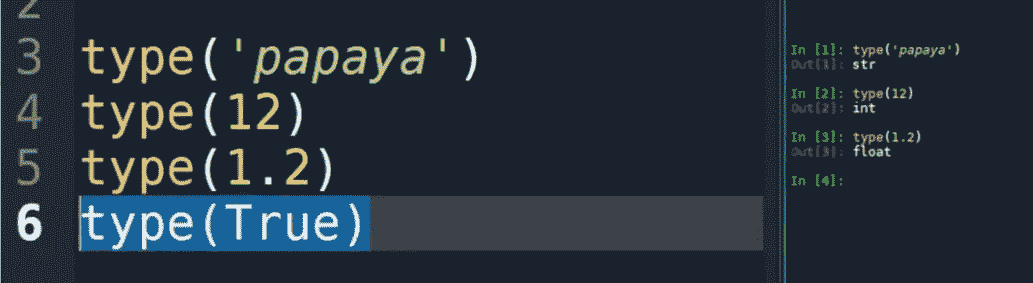 2
3 type('papaya')
4 type(12)
5 type(1.2)
6 type(True)
In [1]: type('papaya')
Out[1]: str
In [2]: type(12)
Out[2]: int
In [3]: type(1.2)
Out[3]: float
In [4]: